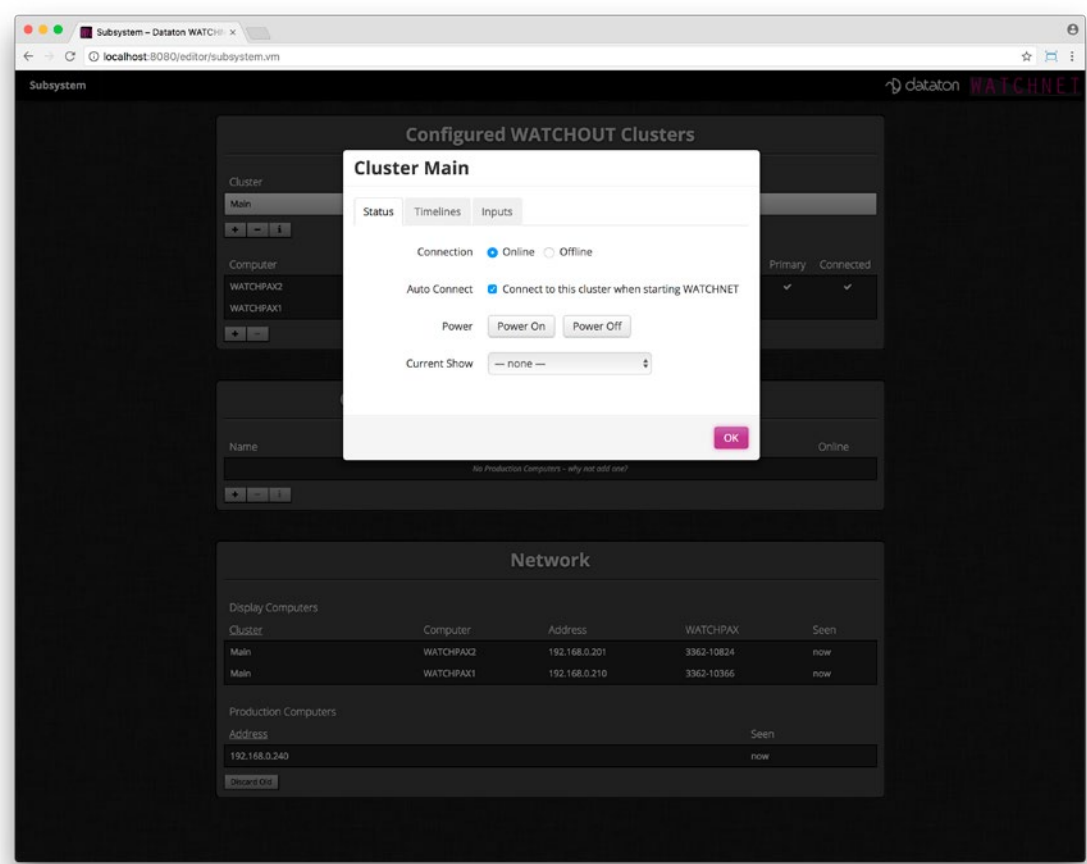 Subsystem – Dataton WATCHN
localhost:8080/editor/subsystem.vm
Subsystem
dataton WATCHNET
Configured WATCHOUT Clusters
Cluster Main
Cluster
Main
Status Timelines Inputs
Connection Online Offline
Computer Primary Connected
WATCHPAX2
Auto Connect Connect to this cluster when starting WATCHNET
WATCHPAX1
Power Power On Power Off
Current Show — none —
OK
Name Online
No Production Computers - why not add one?
Network
Display Computers
Cluster Computer Address WATCHPAX Seen
Main WATCHPAX2 192.168.0.201 3362-10824 now
Main WATCHPAX1 192.168.0.210 3362-10366 now
Production Computers
Address Seen
192.168.0.240 now
Discard Old